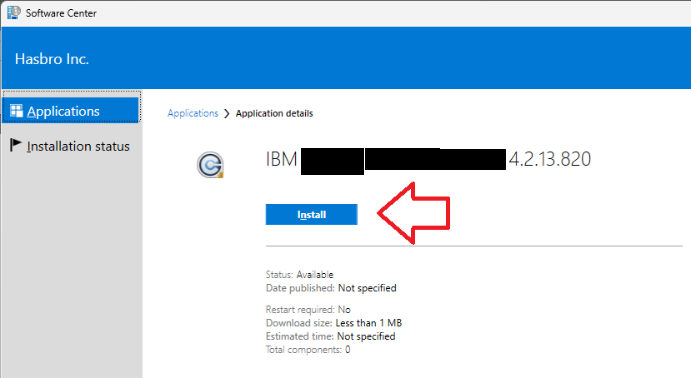 Software Center
Hasbro Inc.
Applications
Installation status
Applications > Application details
IBM 4.2.13.820
Install
Status: Available
Date published: Not specified
Restart required: No
Download size: Less than 1 MB
Estimated time: Not specified
Total components: 0